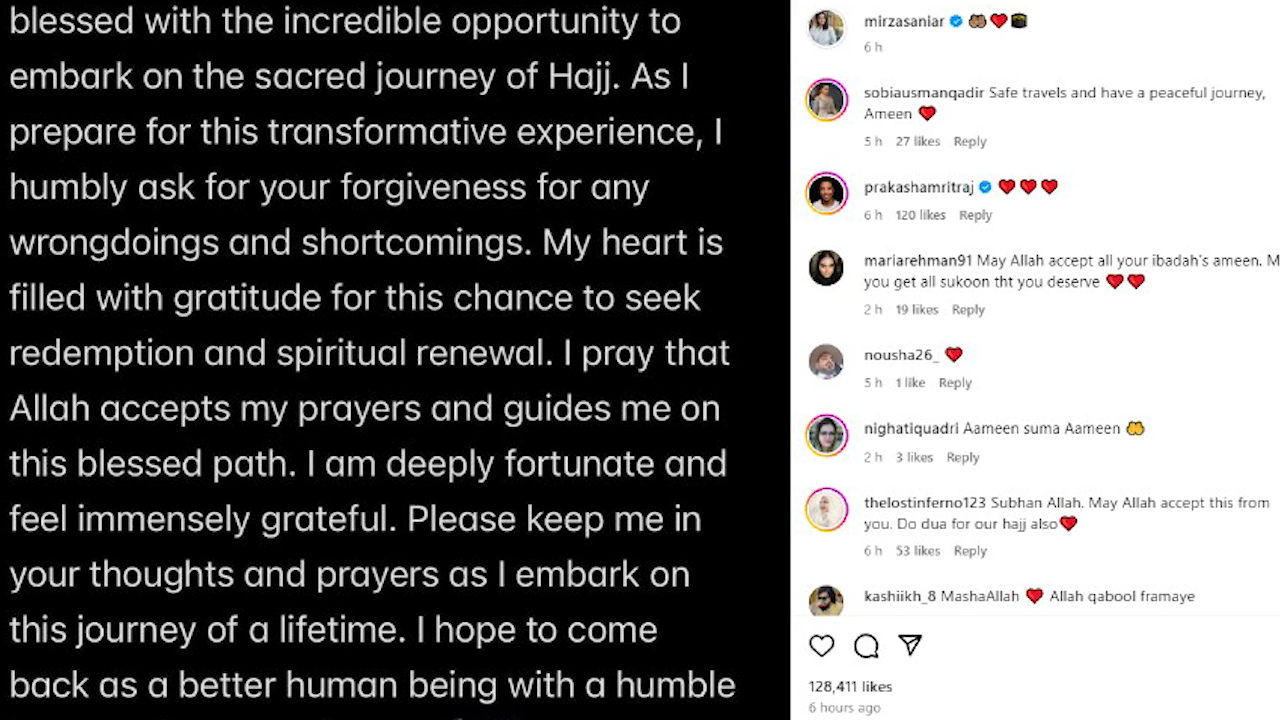 blessed with the incredible opportunity to
embark on the sacred journey of Hajj. As I
prepare for this transformative experience, I
humbly ask for your forgiveness for any
wrongdoings and shortcomings. My heart is
filled with gratitude for this chance to seek
redemption and spiritual renewal. I pray that
Allah accepts my prayers and guides me on
this blessed path. I am deeply fortunate and
feel immensely grateful. Please keep me in
your thoughts and prayers as I embark on
this journey of a lifetime. I hope to come
back as a better human being with a humble
mirzasaniar 🤲🏽❤️🕋
6 h
sobiausmanqadir Safe travels and have a peaceful journey,
Ameen ❤️
5 h 27 likes Reply
prakashamritraj ❤️❤️❤️
6 h 120 likes Reply
mariarehman91 May Allah accept all your ibadah's ameen. M
you get all sukoon tht you deserve ❤️❤️
2 h 19 likes Reply
nousha26_ ❤️
5 h 1 like Reply
nighatiquadri Aameen suma Aameen 🤲
2 h 3 likes Reply
thelostinferno123 Subhan Allah. May Allah accept this from
you. Do dua for our hajj also❤️
6 h 53 likes Reply
kashiikh_8 MashaAllah ❤️ Allah qabool framaye
128,411 likes
6 hours ago